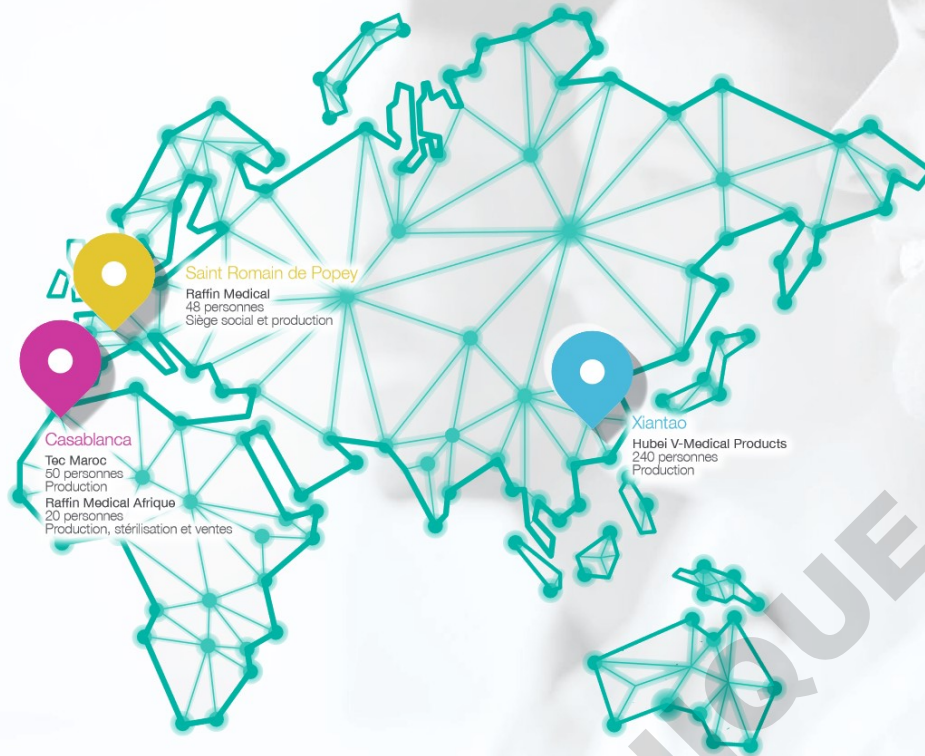 Saint Romain de Popey
Raffin Medical
48 personnes
Siège social et production
Casablanca
Tec Maroc
50 personnes
Production
Raffin Medical Afrique
20 personnes
Production, stérilisation et ventes
Xiantao
Hubei V-Medical Products
240 personnes
Production
IQUE